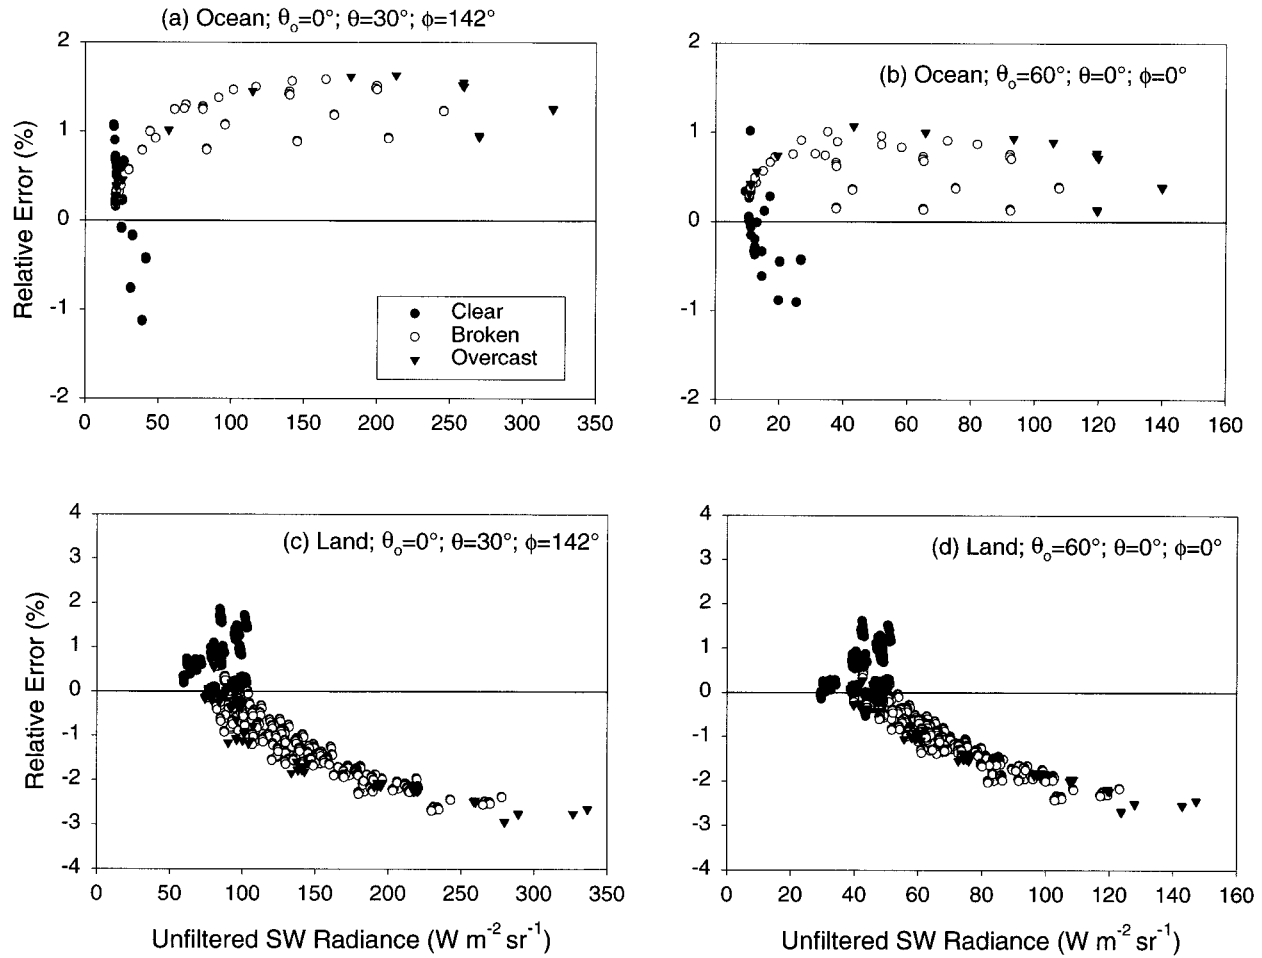 (a) Ocean; θo=0°; θ=30°; ϕ=142°
2
1
0
-1
-2
Relative Error (%)
Clear
Broken
Overcast
0 50 100 150 200 250 300 350
(b) Ocean; θo=60°; θ=0°; ϕ=0°
2
1
0
-1
-2
0 20 40 60 80 100 120 140 160
(c) Land; θo=0°; θ=30°; ϕ=142°
4
3
2
1
0
-1
-2
-3
-4
Relative Error (%)
0 50 100 150 200 250 300 350
Unfiltered SW Radiance (W m-2 sr-1)
(d) Land; θo=60°; θ=0°; ϕ=0°
4
3
2
1
0
-1
-2
-3
-4
0 20 40 60 80 100 120 140 160
Unfiltered SW Radiance (W m-2 sr-1)